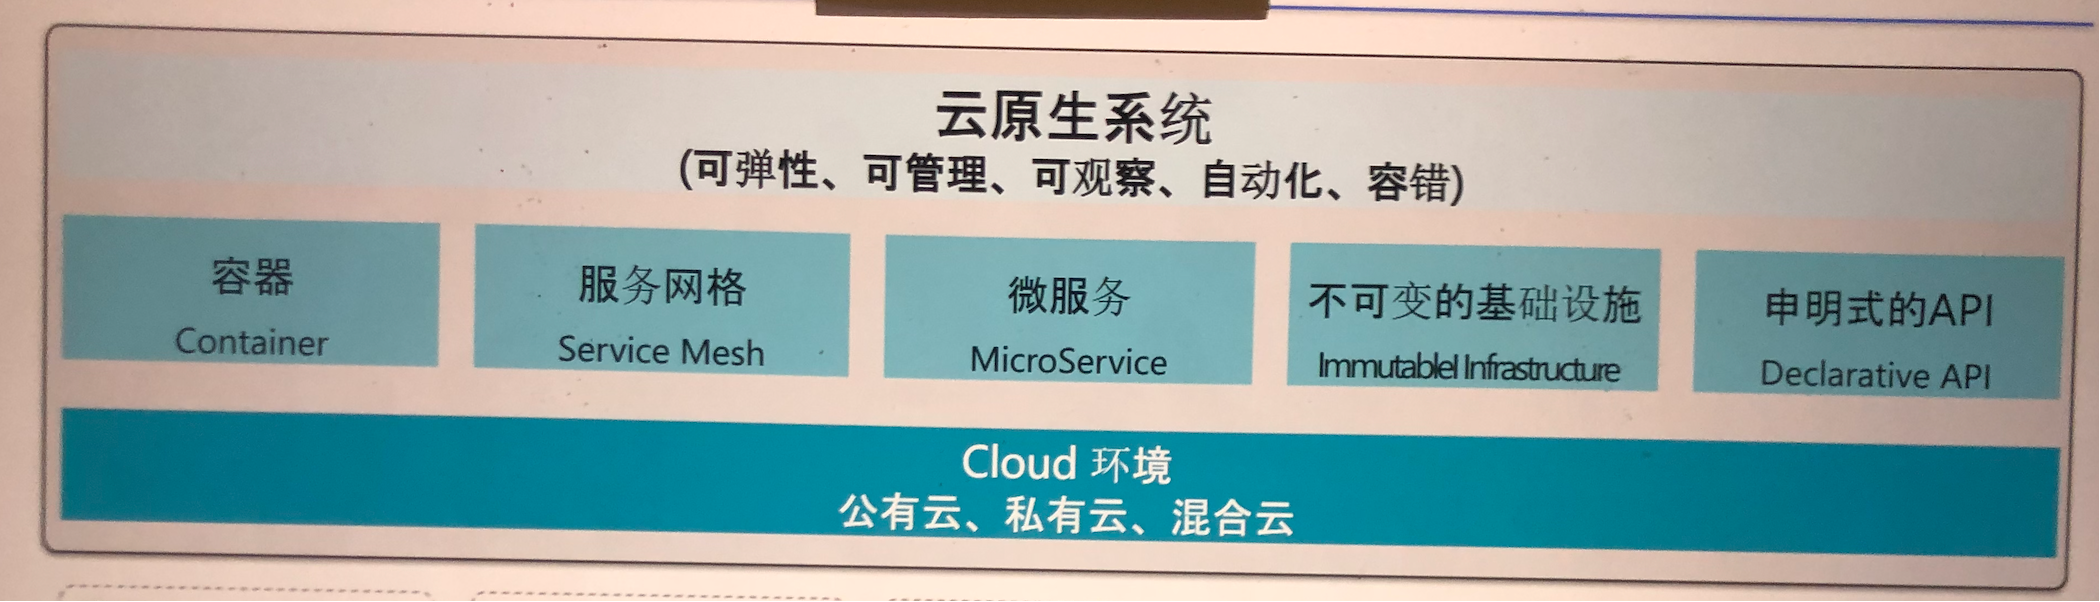 云原生系统
(可弹性、可管理、可观察、自动化、容错)
容器
Container
服务网格
Service Mesh
微服务
MicroService
不可变的基础设施
Immutablel Infrastructure
申明式的API
Declarative API
Cloud 环境
公有云、私有云、混合云